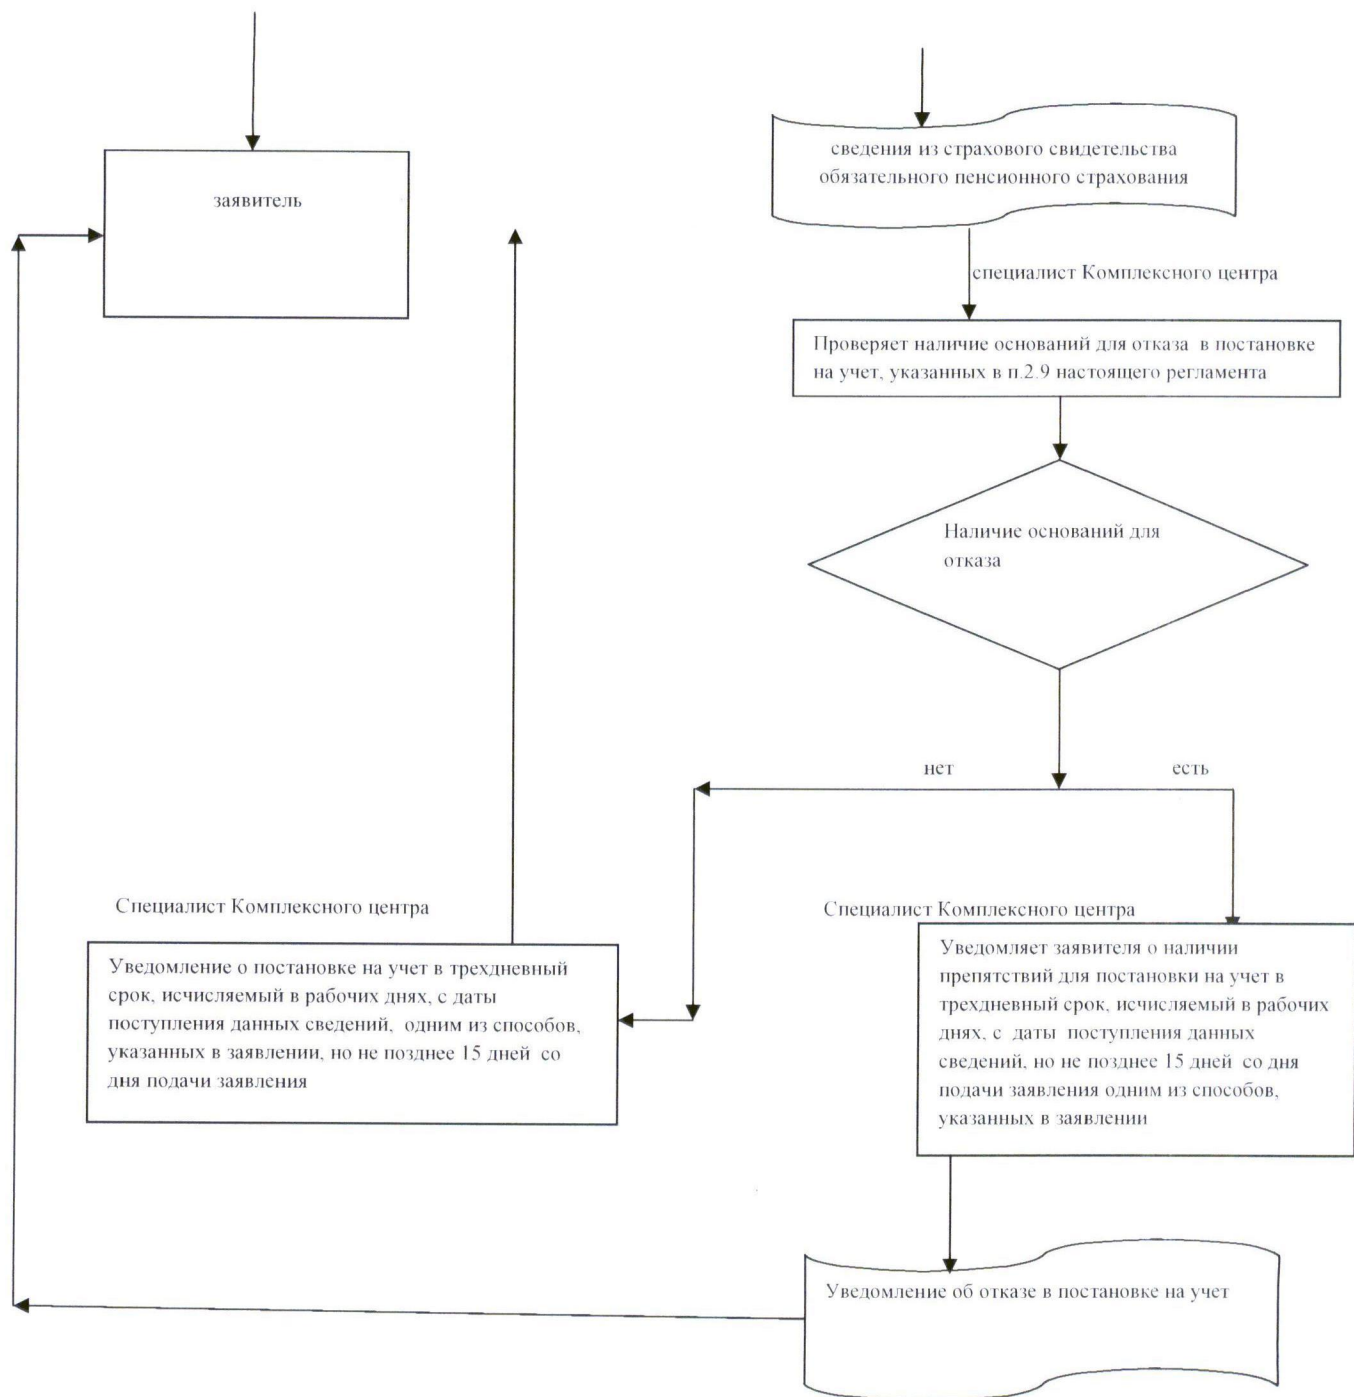 заявитель
сведения из страхового свидетельства
обязательного пенсионного страхования
специалист Комплексного центра
Проверяет наличие оснований для отказа в постановке
на учет, указанных в п.2.9 настоящего регламента
Наличие оснований для
отказа
нет
есть
Специалист Комплексного центра
Уведомление о постановке на учет в трехдневный
срок, исчисляемый в рабочих днях, с даты
поступления данных сведений, одним из способов,
указанных в заявлении, но не позднее 15 дней со
дня подачи заявления
Специалист Комплексного центра
Уведомляет заявителя о наличии
препятствий для постановки на учет в
трехдневный срок, исчисляемый в рабочих
днях, с даты поступления данных
сведений, но не позднее 15 дней со дня
подачи заявления одним из способов,
указанных в заявлении
Уведомление об отказе в постановке на учет